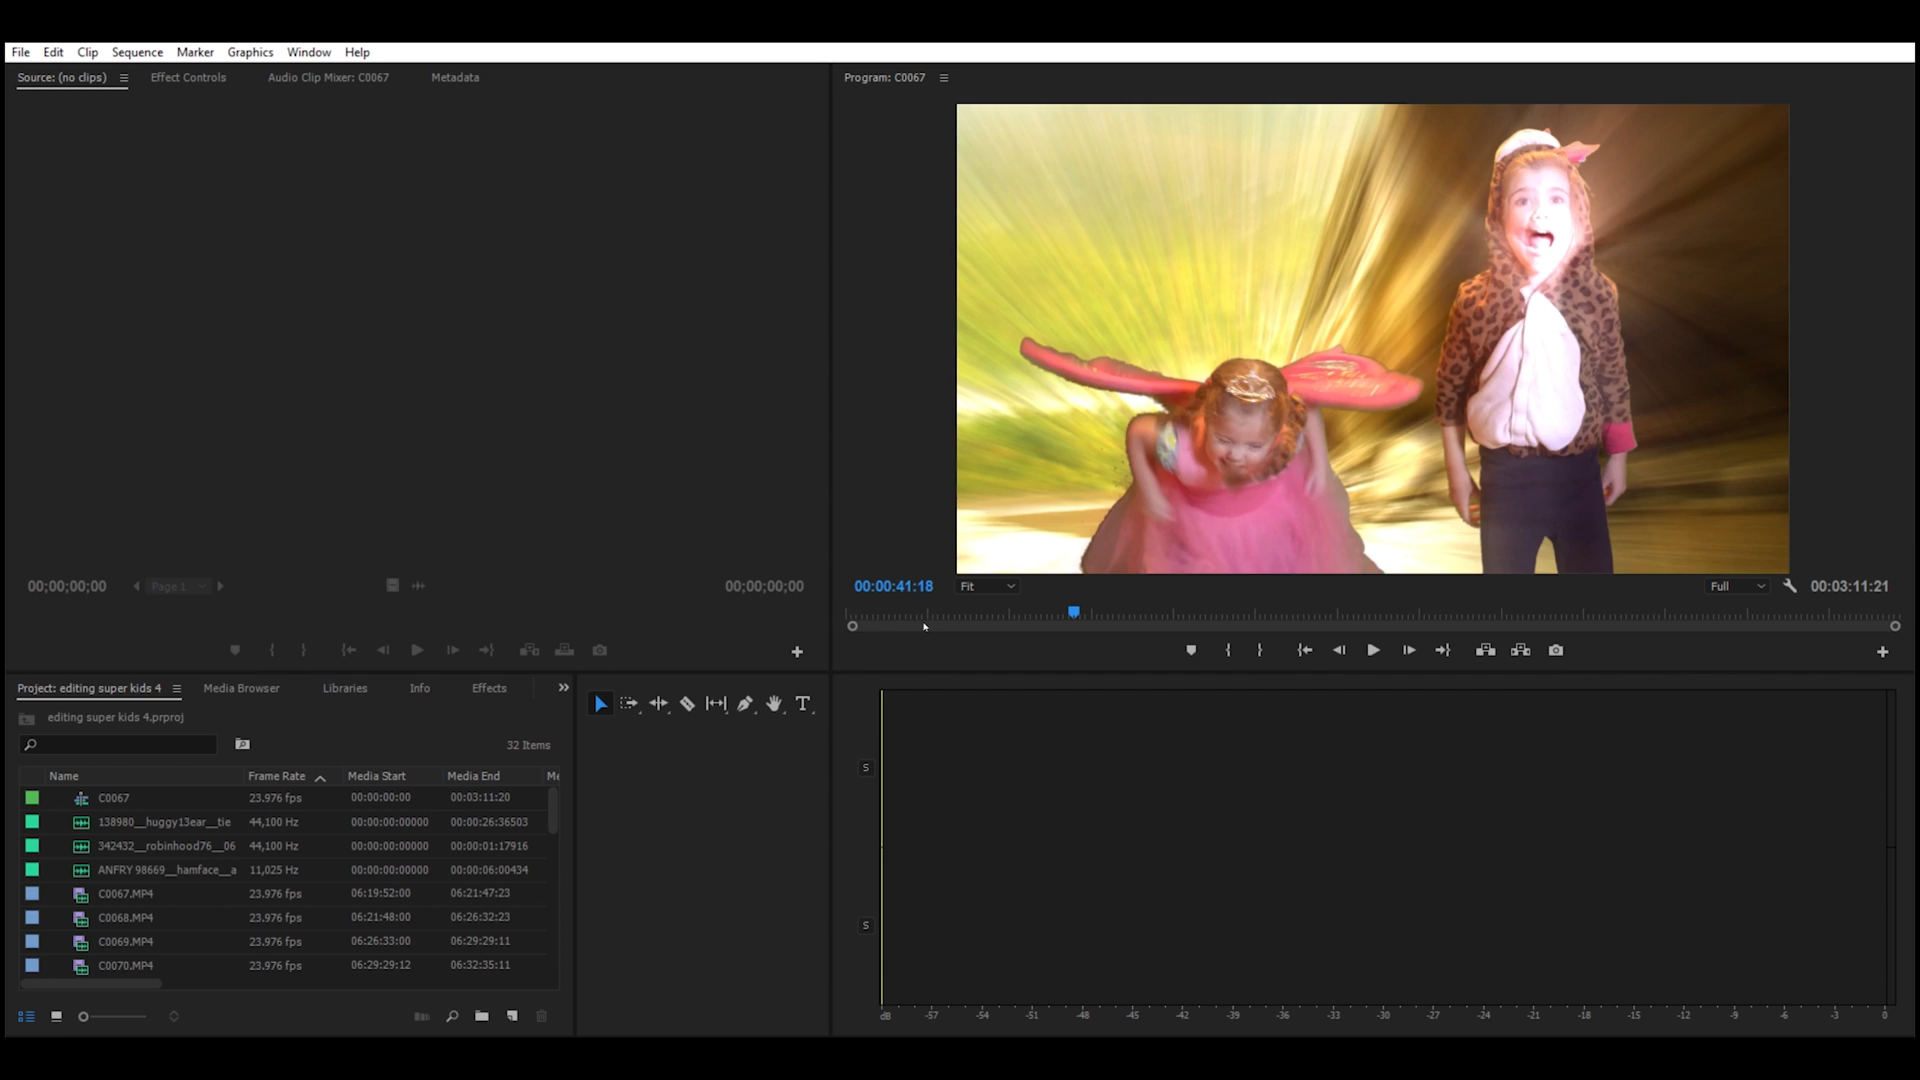 File Edit Clip Sequence Marker Graphics Window Help
Source: (no clips) Effect Controls Audio Clip Mixer: C0067 Metadata
Program: C0067
00;00;00;00 Page 1 00;00;00;00
00:00:41:18 Fit Full 00:03:11:21
Project: editing super kids 4 Media Browser Libraries Info Effects
editing super kids 4.prproj
32 Items
Name Frame Rate Media Start Media End Me
C0067 23.976 fps 00:00:00:00 00:03:11:20
138980__huggy13ear__tie 44,100 Hz 00:00:00:00000 00:00:26:36503
342432__robinhood76__06 44,100 Hz 00:00:00:00000 00:00:01:17916
ANFRY 98669__hamface__a 11,025 Hz 00:00:00:00000 00:00:06:00434
C0067.MP4 23.976 fps 06:19:52:00 06:21:47:23
C0068.MP4 23.976 fps 06:21:48:00 06:26:32:23
C0069.MP4 23.976 fps 06:26:33:00 06:29:29:11
C0070.MP4 23.976 fps 06:29:29:12 06:32:35:11
T
S
S
dB -57 -54 -51 -48 -45 -42 -39 -36 -33 -30 -27 -24 -21 -18 -15 -12 -9 -6 -3 0